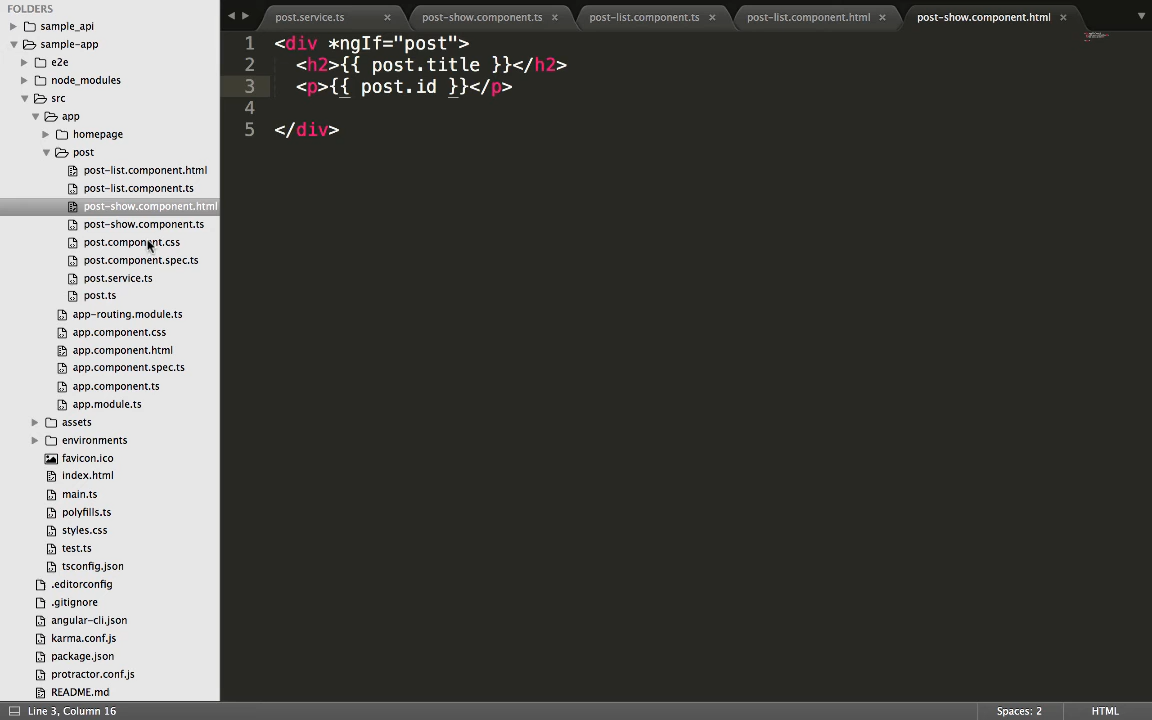 FOLDERS
sample_api
sample-app
e2e
node_modules
src
app
homepage
post
post-list.component.html
post-list.component.ts
post-show.component.html
post-show.component.ts
post.component.css
post.component.spec.ts
post.service.ts
post.ts
app-routing.module.ts
app.component.css
app.component.html
app.component.spec.ts
app.component.ts
app.module.ts
assets
environments
favicon.ico
index.html
main.ts
polyfills.ts
styles.css
test.ts
tsconfig.json
.editorconfig
.gitignore
angular-cli.json
karma.conf.js
package.json
protractor.conf.js
README.md
post.service.ts × post-show.component.ts × post-list.component.ts × post-list.component.html × post-show.component.html ×
1 <div *ngIf="post">
2 <h2>{{ post.title }}</h2>
3 <p>{{ post.id }}</p>
4
5 </div>
Line 3, Column 16 Spaces: 2 HTML